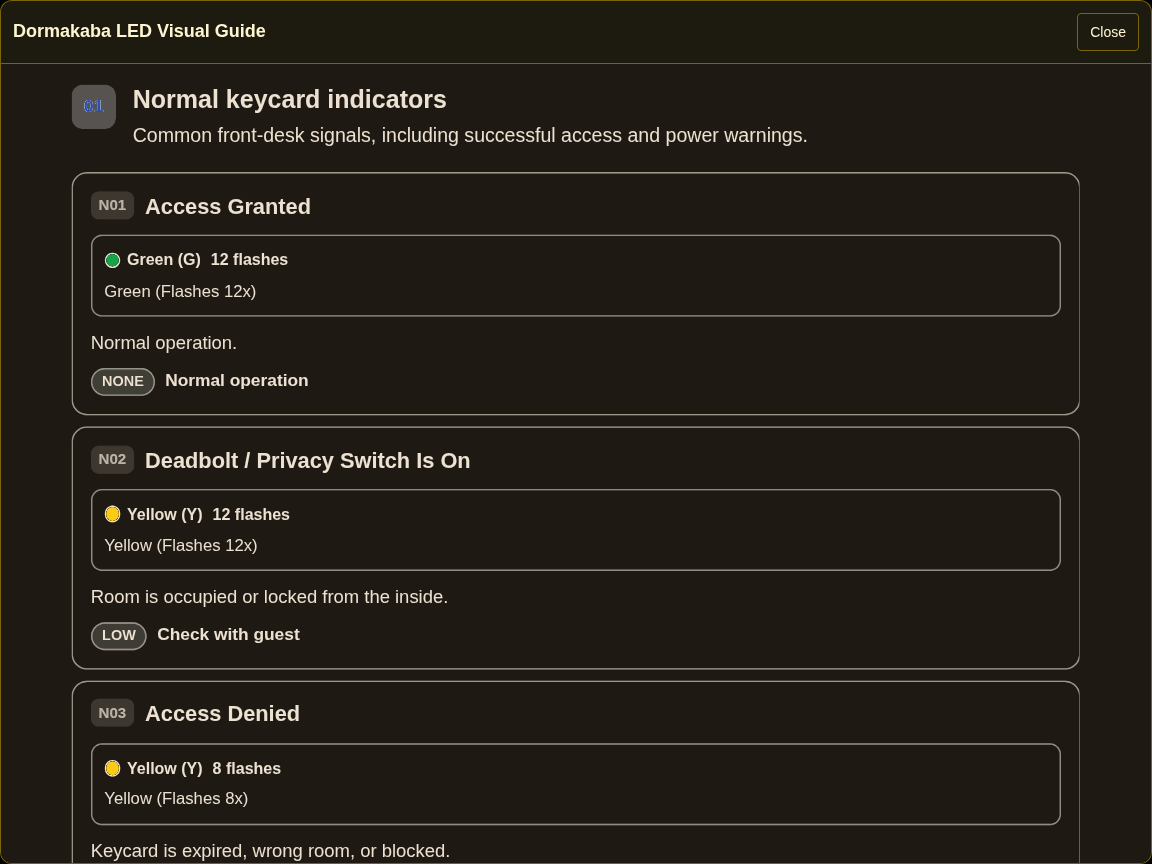 Dormakaba LED Visual Guide
Close
01
Normal keycard indicators
Common front-desk signals, including successful access and power warnings.
N01
Access Granted
Green (G) 12 flashes
Green (Flashes 12x)
Normal operation.
NONE
Normal operation
N02
Deadbolt / Privacy Switch Is On
Yellow (Y) 12 flashes
Yellow (Flashes 12x)
Room is occupied or locked from the inside.
LOW
Check with guest
N03
Access Denied
Yellow (Y) 8 flashes
Yellow (Flashes 8x)
Keycard is expired, wrong room, or blocked.